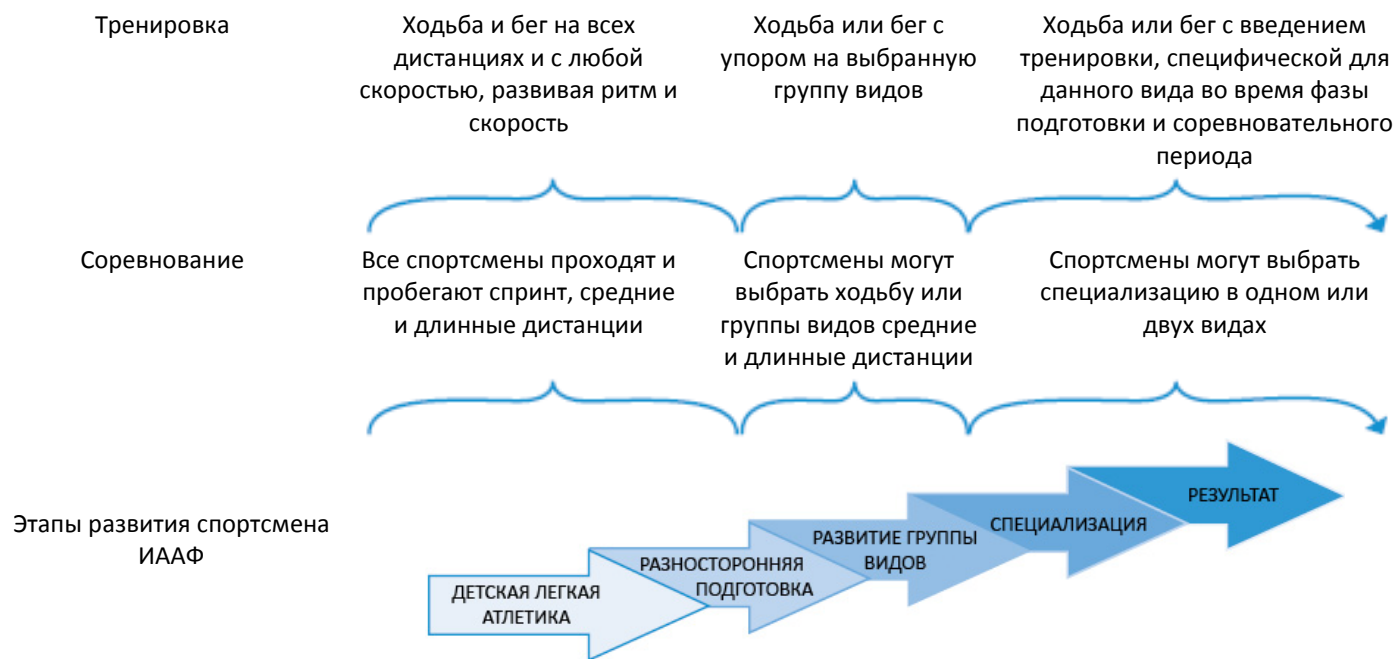 Тренировка
Ходьба и бег на всех
дистанциях и с любой
скоростью, развивая ритм и
скорость
Ходьба или бег с
упором на выбранную
группу видов
Ходьба или бег с введением
тренировки, специфической для
данного вида во время фазы
подготовки и соревновательного
периода
Соревнование
Все спортсмены проходят и
пробегают спринт, средние
и длинные дистанции
Спортсмены могут
выбрать ходьбу или
группы видов средние
и длинные дистанции
Спортсмены могут выбрать
специализацию в одном или
двух видах
Этапы развития спортсмена
ИААФ
ДЕТСКАЯ ЛЕГКАЯ
АТЛЕТИКА
РАЗНОСТОРОННЯЯ
ПОДГОТОВКА
РАЗВИТИЕ ГРУППЫ
ВИДОВ
СПЕЦИАЛИЗАЦИЯ
РЕЗУЛЬТАТ